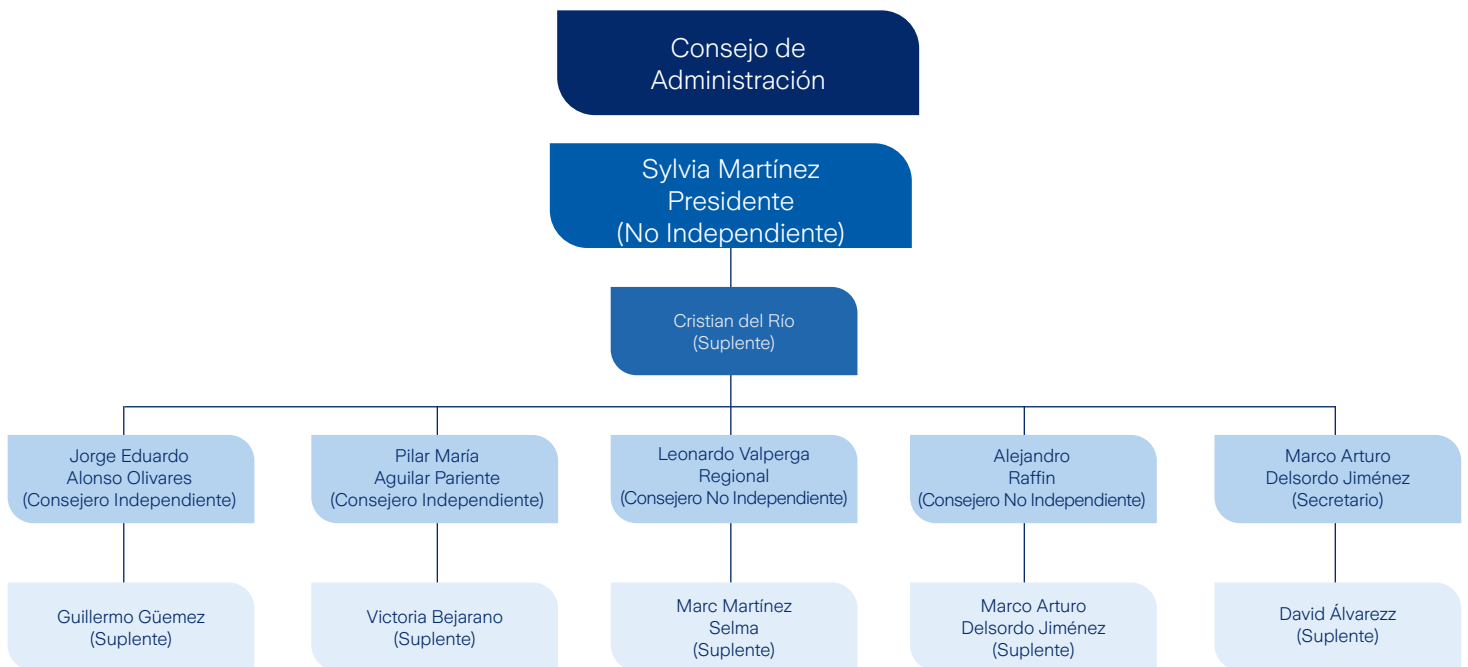 Consejo de
Administración
Sylvia Martínez
Presidente
(No Independiente)
Cristian del Río
(Suplente)
Jorge Eduardo
Alonso Olivares
(Consejero Independiente)
Pilar María
Aguilar Pariente
(Consejero Independiente)
Leonardo Valperga
Regional
(Consejero No Independiente)
Alejandro
Raffin
(Consejero No Independiente)
Marco Arturo
Delsordo Jiménez
(Secretario)
Guillermo Güemez
(Suplente)
Victoria Bejarano
(Suplente)
Marc Martínez
Selma
(Suplente)
Marco Arturo
Delsordo Jiménez
(Suplente)
David Álvarezz
(Suplente)